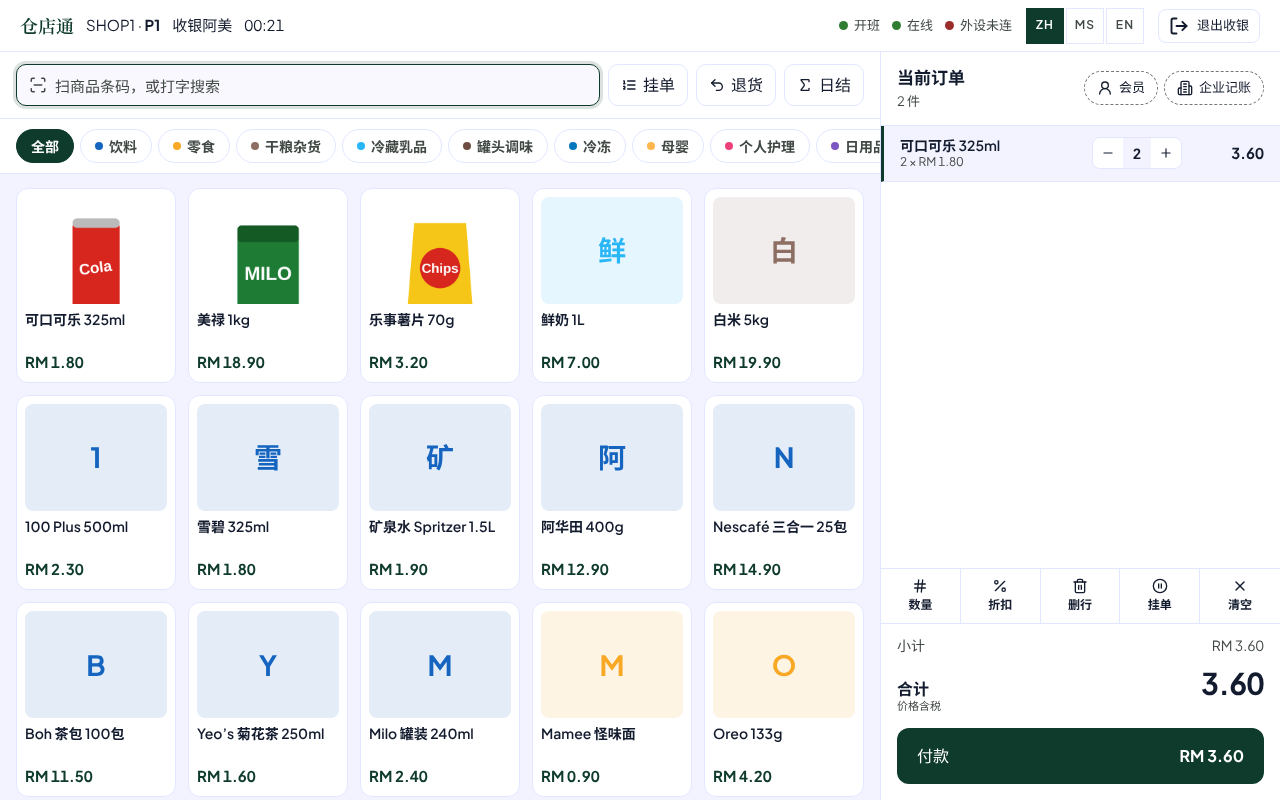 仓店通 SHOP1 · P1 收银阿美 00:21
开班 在线 外设未连 ZH MS EN 退出收银
扫商品条码，或打字搜索
挂单 退货 日结
全部 饮料 零食 干粮杂货 冷藏乳品 罐头调味 冷冻 母婴 个人护理 日用品
Cola
MILO
Chips
鲜
白
可口可乐 325ml
RM 1.80
美禄 1kg
RM 18.90
乐事薯片 70g
RM 3.20
鲜奶 1L
RM 7.00
白米 5kg
RM 19.90
1
100 Plus 500ml
RM 2.30
雪
雪碧 325ml
RM 1.80
矿
矿泉水 Spritzer 1.5L
RM 1.90
阿
阿华田 400g
RM 12.90
N
Nescafé 三合一 25包
RM 14.90
B
Boh 茶包 100包
RM 11.50
Y
Yeo's 菊花茶 250ml
RM 1.60
M
Milo 罐装 240ml
RM 2.40
M
Mamee 怪味面
RM 0.90
O
Oreo 133g
RM 4.20
当前订单
2 件
会员 企业记账
可口可乐 325ml
2 × RM 1.80
− 2 +
3.60
数量 折扣 删行 挂单 清空
小计 RM 3.60
合计 3.60
价格含税
付款 RM 3.60